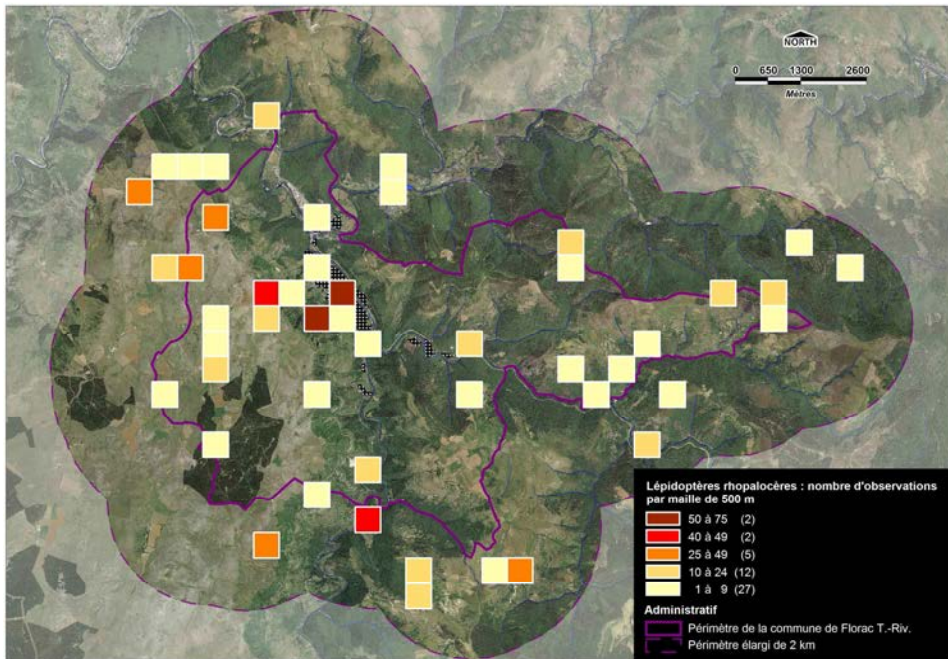 NORTH
0 650 1300 2600
Mètres
Lépidoptères rhopalocères : nombre d'observations
par maille de 500 m
50 à 75 (2)
40 à 49 (2)
25 à 49 (5)
10 à 24 (12)
1 à 9 (27)
Administratif
Périmètre de la commune de Florac T.-Riv.
Périmètre élargi de 2 km